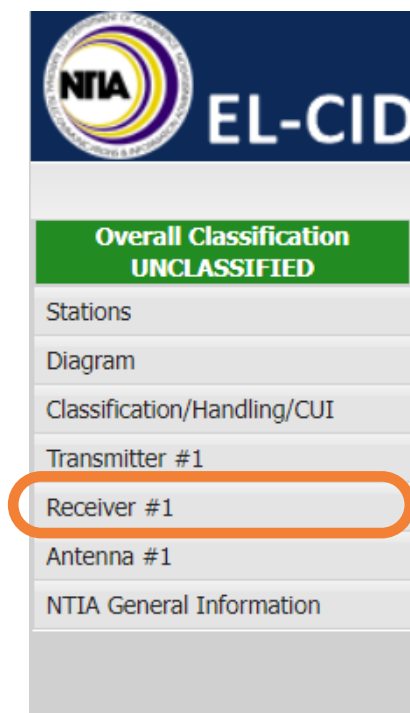 NTIA
EL-CID
Overall Classification
UNCLASSIFIED
Stations
Diagram
Classification/Handling/CUI
Transmitter #1
Receiver #1
Antenna #1
NTIA General Information